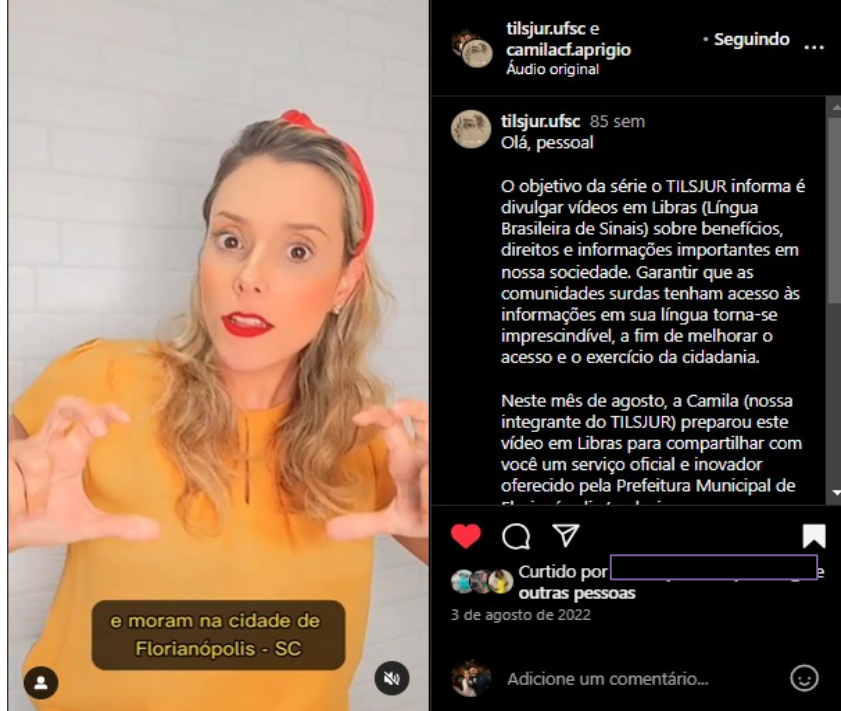 e moram na cidade de
Florianópolis - SC
tilsjur.ufsc e
camilacf.aprigio
• Seguindo ...
Áudio original
tilsjur.ufsc 85 sem
Olá, pessoal
O objetivo da série o TILSJUR informa é
divulgar vídeos em Libras (Língua
Brasileira de Sinais) sobre benefícios,
direitos e informações importantes em
nossa sociedade. Garantir que as
comunidades surdas tenham acesso às
informações em sua língua torna-se
imprescindível, a fim de melhorar o
acesso e o exercício da cidadania.
Neste mês de agosto, a Camila (nossa
integrante do TILSJUR) preparou este
vídeo em Libras para compartilhar com
você um serviço oficial e inovador
oferecido pela Prefeitura Municipal de
Curtido por e
outras pessoas
3 de agosto de 2022
Adicione um comentário...